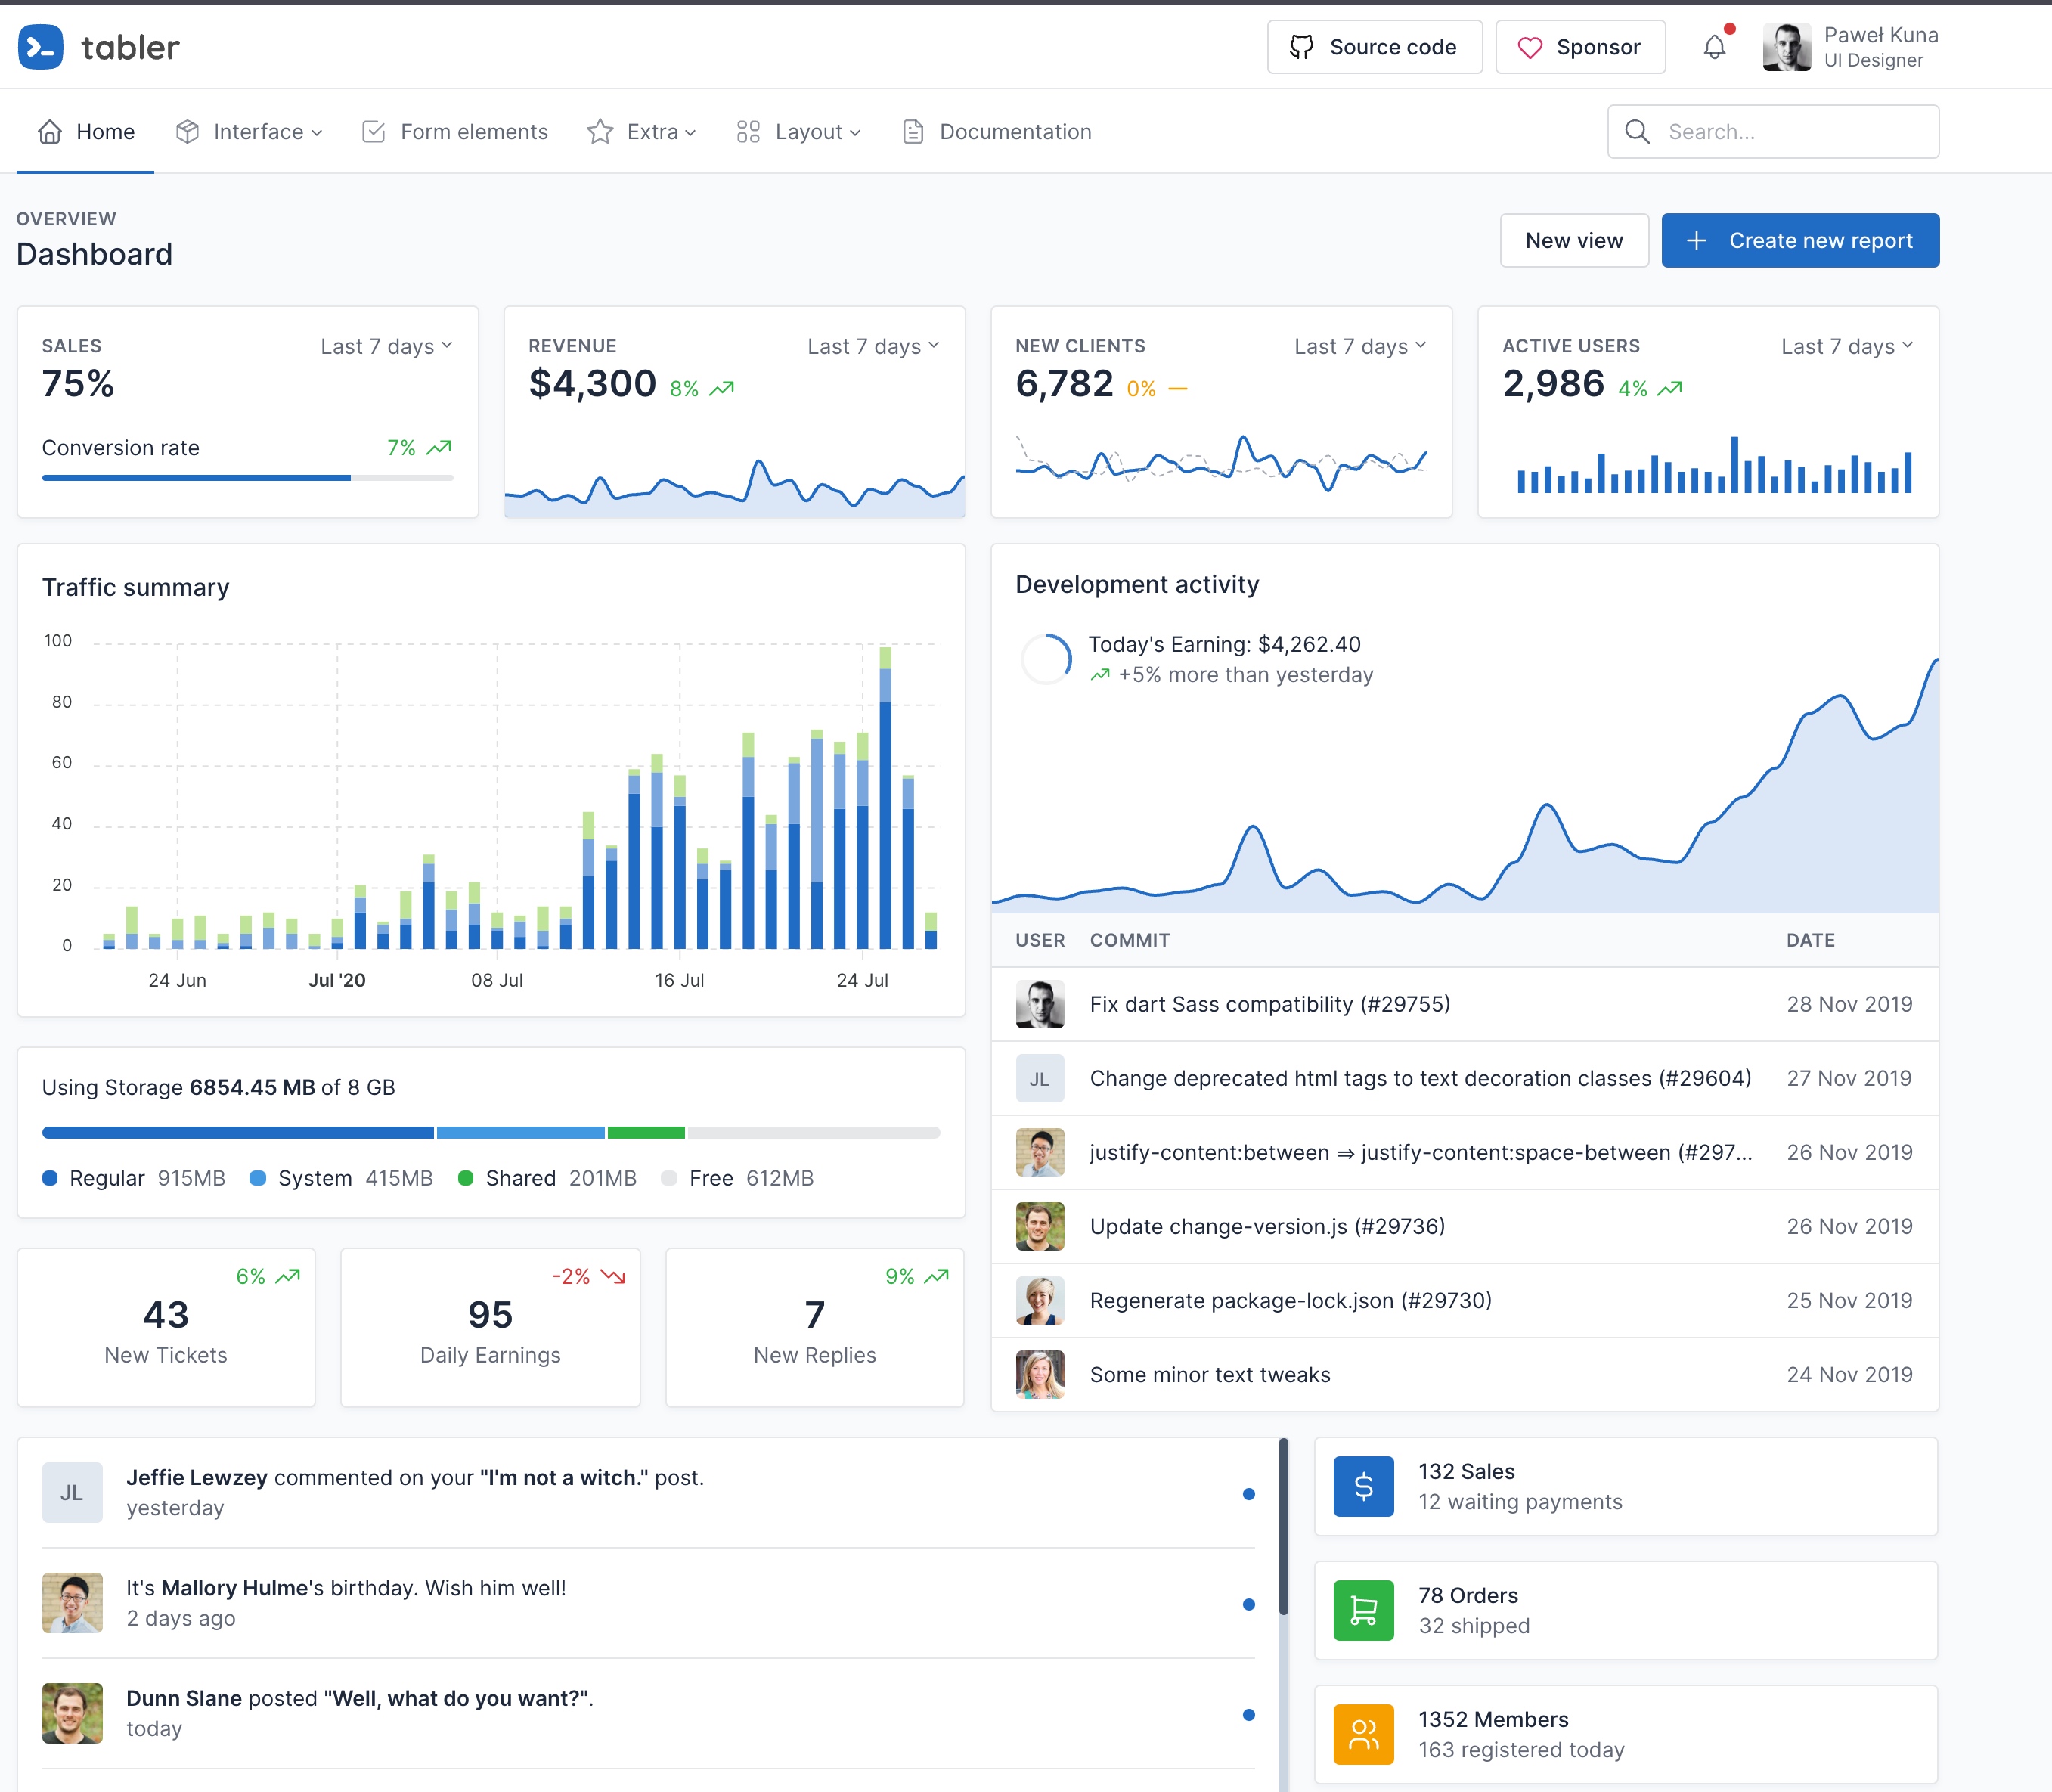 tabler
Source code
Sponsor
Paweł Kuna
UI Designer
Home
Interface
Form elements
Extra
Layout
Documentation
Search...
OVERVIEW
Dashboard
New view
Create new report
SALES
Last 7 days
75%
Conversion rate
7%
REVENUE
Last 7 days
$4,300 8%
NEW CLIENTS
Last 7 days
6,782 0%
ACTIVE USERS
Last 7 days
2,986 4%
Traffic summary
100
80
60
40
20
0
24 Jun
Jul '20
08 Jul
16 Jul
24 Jul
Using Storage 6854.45 MB of 8 GB
Regular 915MB
System 415MB
Shared 201MB
Free 612MB
6%
43
New Tickets
-2%
95
Daily Earnings
9%
7
New Replies
Development activity
Today's Earning: $4,262.40
+5% more than yesterday
USER COMMIT DATE
Fix dart Sass compatibility (#29755) 28 Nov 2019
JL Change deprecated html tags to text decoration classes (#29604) 27 Nov 2019
justify-content:between ⇒ justify-content:space-between (#297... 26 Nov 2019
Update change-version.js (#29736) 26 Nov 2019
Regenerate package-lock.json (#29730) 25 Nov 2019
Some minor text tweaks 24 Nov 2019
JL
Jeffie Lewzey commented on your "I'm not a witch." post.
yesterday
It's Mallory Hulme's birthday. Wish him well!
2 days ago
Dunn Slane posted "Well, what do you want?".
today
132 Sales
12 waiting payments
78 Orders
32 shipped
1352 Members
163 registered today